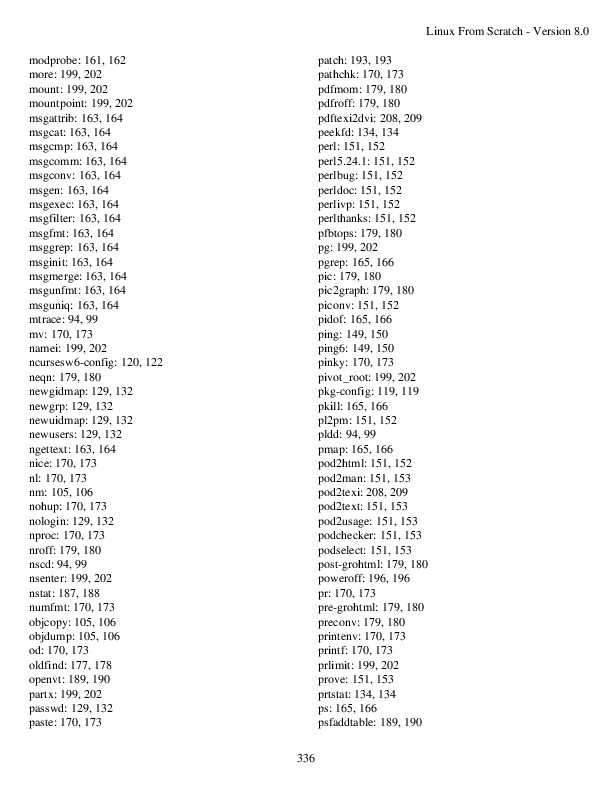 Linux From Scratch - Version 8.0
modprobe: 161, 162
more: 199, 202
mount: 199, 202
mountpoint: 199, 202
msgattrib: 163, 164
msgcat: 163, 164
msgcmp: 163, 164
msgcomm: 163, 164
msgconv: 163, 164
msgen: 163, 164
msgexec: 163, 164
msgfilter: 163, 164
msgfmt: 163, 164
msggrep: 163, 164
msginit: 163, 164
msgmerge: 163, 164
msgunfmt: 163, 164
msguniq: 163, 164
mtrace: 94, 99
mv: 170, 173
namei: 199, 202
ncursesw6-config: 120, 122
neqn: 179, 180
newgidmap: 129, 132
newgrp: 129, 132
newuidmap: 129, 132
newusers: 129, 132
ngettext: 163, 164
nice: 170, 173
nl: 170, 173
nm: 105, 106
nohup: 170, 173
nologin: 129, 132
nproc: 170, 173
nroff: 179, 180
nscd: 94, 99
nsenter: 199, 202
nstat: 187, 188
numfmt: 170, 173
objcopy: 105, 106
objdump: 105, 106
od: 170, 173
oldfind: 177, 178
openvt: 189, 190
partx: 199, 202
passwd: 129, 132
paste: 170, 173
patch: 193, 193
pathchk: 170, 173
pdfmom: 179, 180
pdfroff: 179, 180
pdftexi2dvi: 208, 209
peekfd: 134, 134
perl: 151, 152
perl5.24.1: 151, 152
perlbug: 151, 152
perldoc: 151, 152
perlivp: 151, 152
perlthanks: 151, 152
pfbtops: 179, 180
pg: 199, 202
pgrep: 165, 166
pic: 179, 180
pic2graph: 179, 180
piconv: 151, 152
pidof: 165, 166
ping: 149, 150
ping6: 149, 150
pinky: 170, 173
pivot_root: 199, 202
pkg-config: 119, 119
pkill: 165, 166
pl2pm: 151, 152
pldd: 94, 99
pmap: 165, 166
pod2html: 151, 152
pod2man: 151, 153
pod2texi: 208, 209
pod2text: 151, 153
pod2usage: 151, 153
podchecker: 151, 153
podselect: 151, 153
post-grohtml: 179, 180
poweroff: 196, 196
pr: 170, 173
pre-grohtml: 179, 180
preconv: 179, 180
printenv: 170, 173
printf: 170, 173
prlimit: 199, 202
prove: 151, 153
prtstat: 134, 134
ps: 165, 166
psfaddtable: 189, 190
336